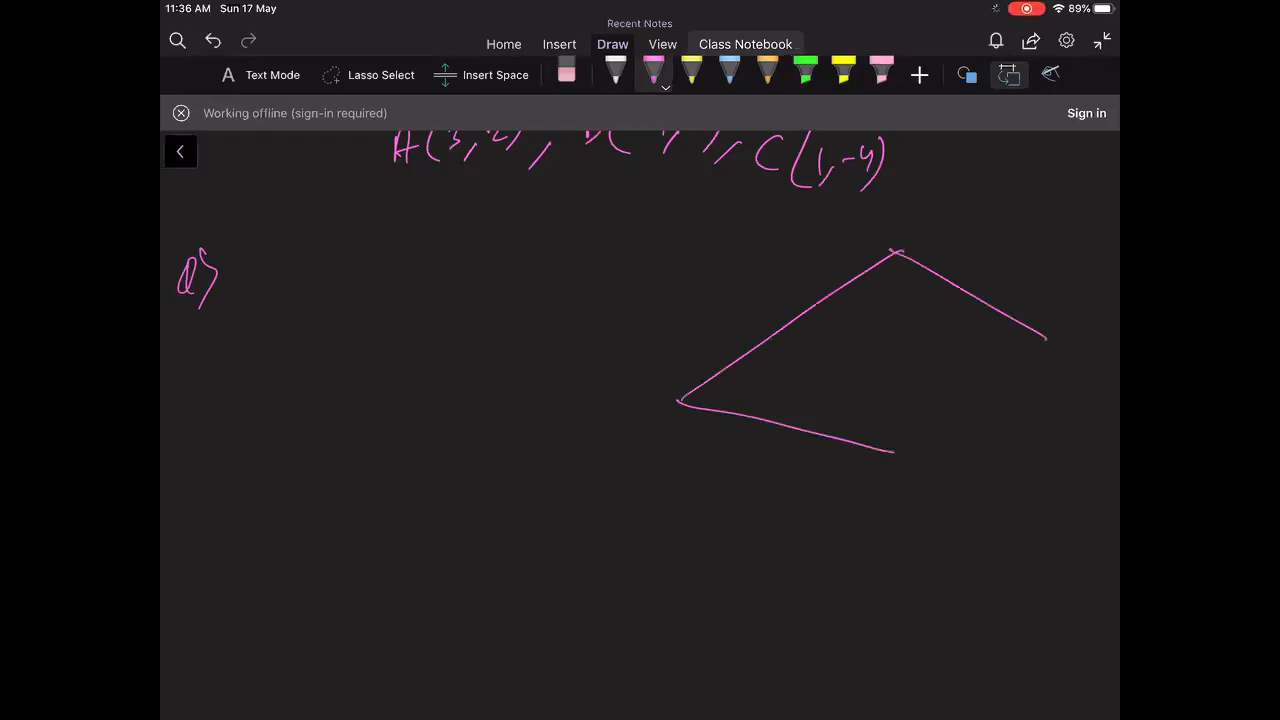 11:36 AM Sun 17 May 89%
Recent Notes
Home Insert Draw View Class Notebook
A Text Mode Lasso Select Insert Space
Working offline (sign-in required) Sign in
C(1,-4)